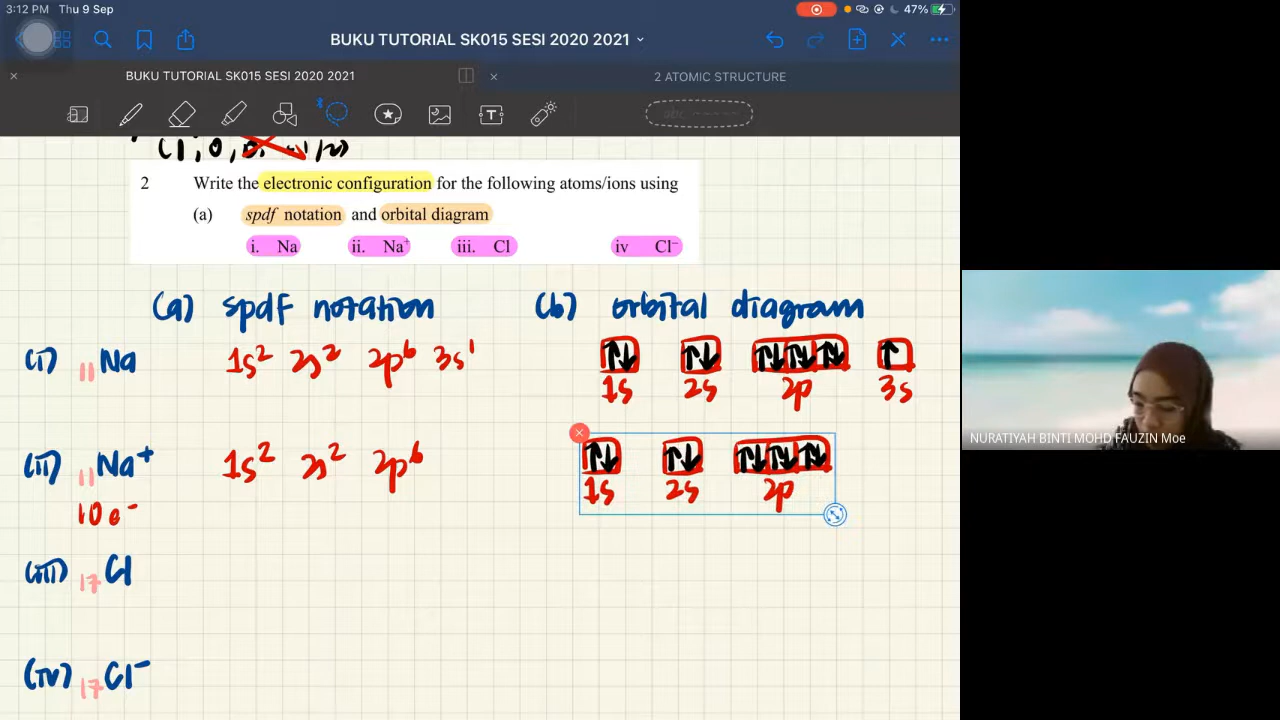 3:12 PM Thu 9 Sep 47%
BUKU TUTORIAL SK015 SESI 2020 2021
BUKU TUTORIAL SK015 SESI 2020 2021 2 ATOMIC STRUCTURE
2 Write the electronic configuration for the following atoms/ions using
(a) spdf notation and orbital diagram
i. Na ii. Na⁺ iii. Cl iv Cl⁻
(a) spdf notation (b) orbital diagram
(i) ₁₁Na 1s² 2s² 2p⁶ 3s¹ ↑↓ ↑↓ ↑↓ ↑↓ ↑↓ ↑
1s 2s 2p 3s
(ii) ₁₁Na⁺ 1s² 2s² 2p⁶ ↑↓ ↑↓ ↑↓ ↑↓ ↑↓
10e⁻ 1s 2s 2p
(iii) ₁₇Cl
(iv) ₁₇Cl⁻
NURATIYAH BINTI MOHD FAUZIN Moe